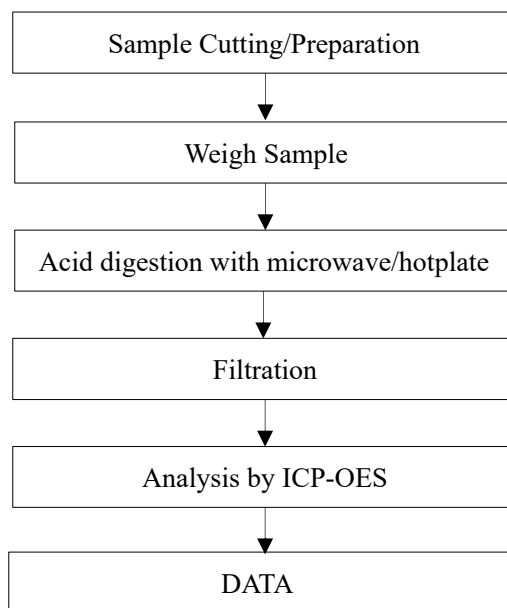 Sample Cutting/Preparation
Weigh Sample
Acid digestion with microwave/hotplate
Filtration
Analysis by ICP-OES
DATA